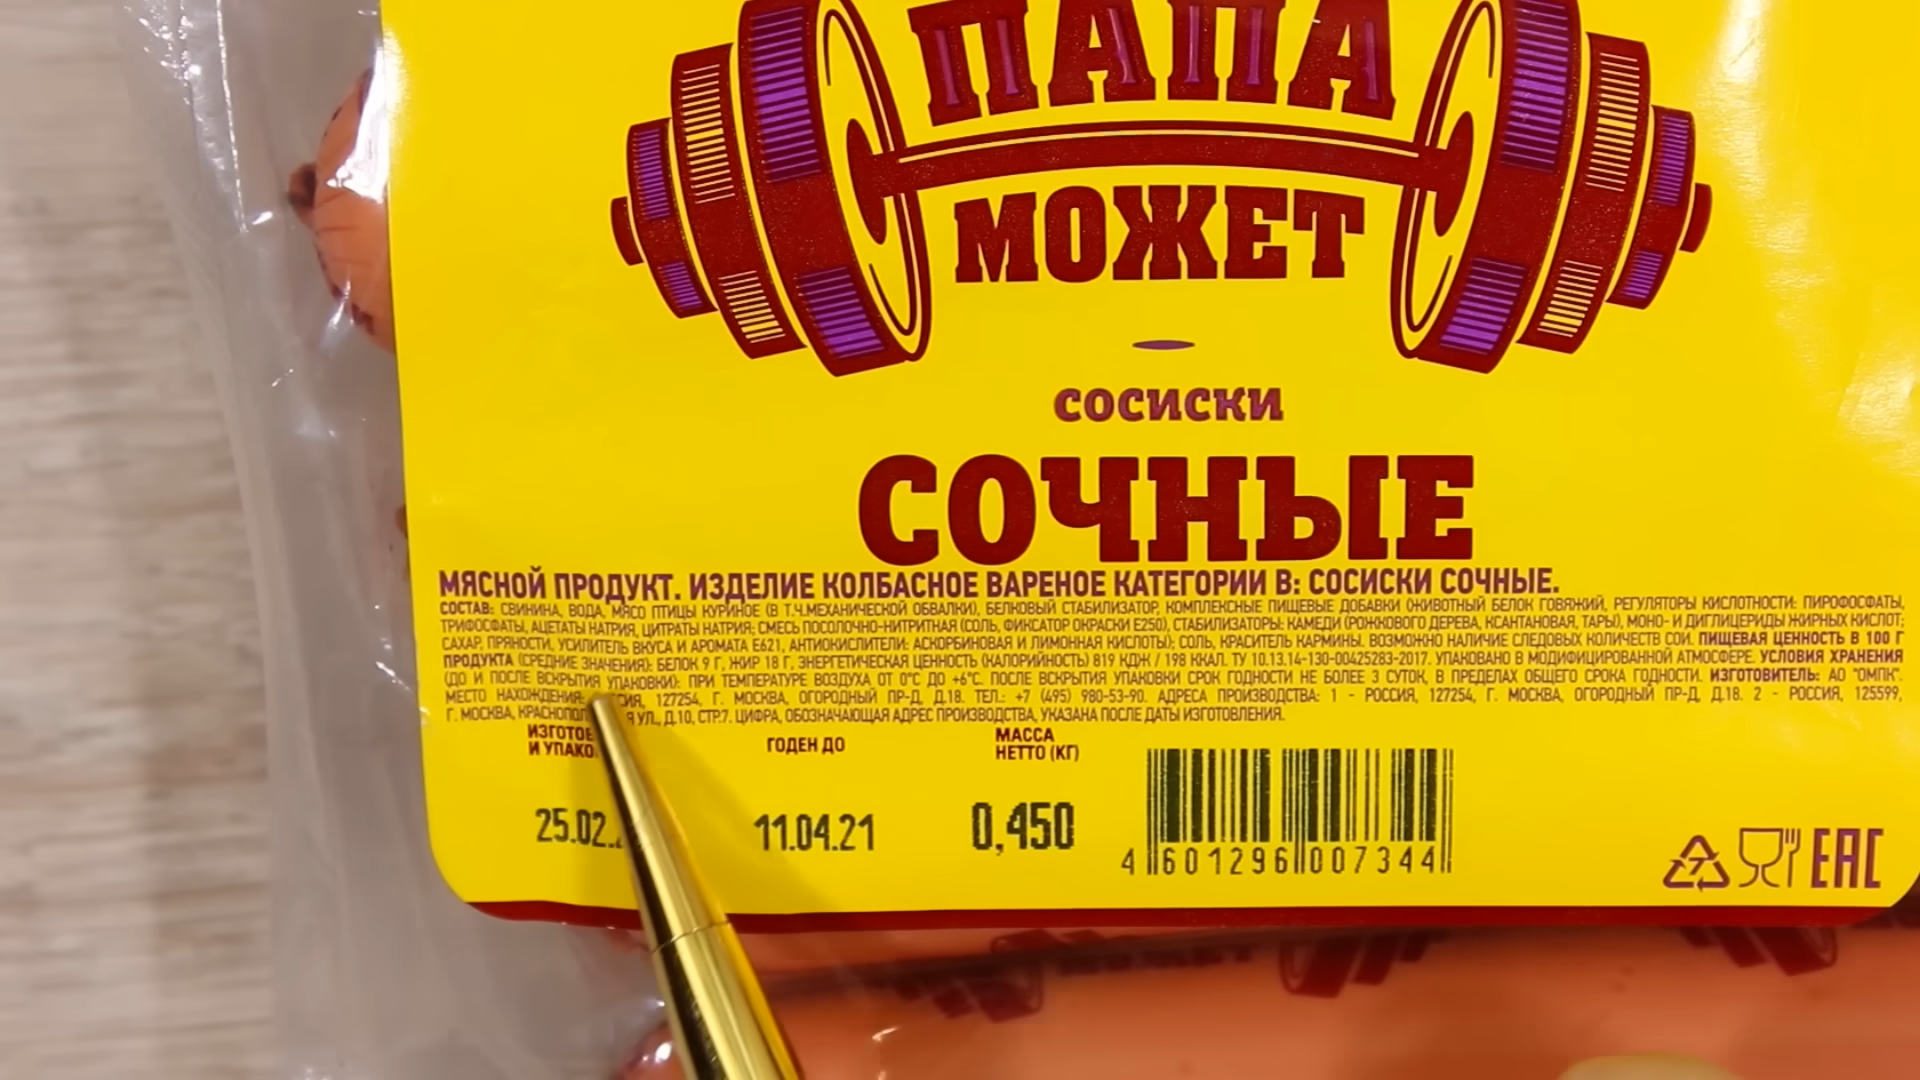 ПАПА
МОЖЕТ
СОСИСКИ
СОЧНЫЕ
МЯСНОЙ ПРОДУКТ. ИЗДЕЛИЕ КОЛБАСНОЕ ВАРЕНОЕ КАТЕГОРИИ В: СОСИСКИ СОЧНЫЕ.
СОСТАВ: СВИНИНА, ВОДА, МЯСО ПТИЦЫ КУРИНОЕ (В Т.Ч.МЕХАНИЧЕСКОЙ ОБВАЛКИ), БЕЛКОВЫЙ СТАБИЛИЗАТОР, КОМПЛЕКСНЫЕ ПИЩЕВЫЕ ДОБАВКИ (ЖИВОТНЫЙ БЕЛОК ГОВЯЖИЙ, РЕГУЛЯТОРЫ КИСЛОТНОСТИ: ПИРОФОСФАТЫ,
ТРИФОСФАТЫ, АЦЕТАТЫ НАТРИЯ, ЦИТРАТЫ НАТРИЯ; СМЕСЬ ПОСОЛОЧНО-НИТРИТНАЯ (СОЛЬ, ФИКСАТОР ОКРАСКИ Е250), СТАБИЛИЗАТОРЫ: КАМЕДИ (РОЖКОВОГО ДЕРЕВА, КСАНТАНОВАЯ, ТАРЫ), МОНО- И ДИГЛИЦЕРИДЫ ЖИРНЫХ КИСЛОТ;
САХАР, ПРЯНОСТИ, УСИЛИТЕЛЬ ВКУСА И АРОМАТА Е621, АНТИОКИСЛИТЕЛИ: АСКОРБИНОВАЯ И ЛИМОННАЯ КИСЛОТЫ); СОЛЬ, КРАСИТЕЛЬ КАРМИНЫ. ВОЗМОЖНО НАЛИЧИЕ СЛЕДОВЫХ КОЛИЧЕСТВ СОИ. ПИЩЕВАЯ ЦЕННОСТЬ В 100 Г
ПРОДУКТА (СРЕДНИЕ ЗНАЧЕНИЯ): БЕЛОК 9 Г, ЖИР 18 Г, ЭНЕРГЕТИЧЕСКАЯ ЦЕННОСТЬ (КАЛОРИЙНОСТЬ) 819 КДЖ / 198 ККАЛ. ТУ 10.13.14-130-00425283-2017. УПАКОВАНО В МОДИФИЦИРОВАННОЙ АТМОСФЕРЕ. УСЛОВИЯ ХРАНЕНИЯ
(ДО И ПОСЛЕ ВСКРЫТИЯ УПАКОВКИ): ПРИ ТЕМПЕРАТУРЕ ВОЗДУХА ОТ 0°С ДО +6°С. ПОСЛЕ ВСКРЫТИЯ УПАКОВКИ СРОК ГОДНОСТИ НЕ БОЛЕЕ 3 СУТОК, В ПРЕДЕЛАХ ОБЩЕГО СРОКА ГОДНОСТИ. ИЗГОТОВИТЕЛЬ: АО "ОМПК".
МЕСТО НАХОЖДЕНИЯ: 127254, Г. МОСКВА, ОГОРОДНЫЙ ПР-Д, Д.18. ТЕЛ.: +7 (495) 980-53-90. АДРЕСА ПРОИЗВОДСТВА: 1 - РОССИЯ, 127254, Г. МОСКВА, ОГОРОДНЫЙ ПР-Д, Д.18. 2 - РОССИЯ, 125599,
Г. МОСКВА, УЛ., Д.10, СТР.7. ЦИФРА, ОБОЗНАЧАЮЩАЯ АДРЕС ПРОИЗВОДСТВА, УКАЗАНА ПОСЛЕ ДАТЫ ИЗГОТОВЛЕНИЯ.
ГОДЕН ДО
МАССА
НЕТТО (КГ)
25.02.
11.04.21
0,450
4 601296 007344
7
EAC